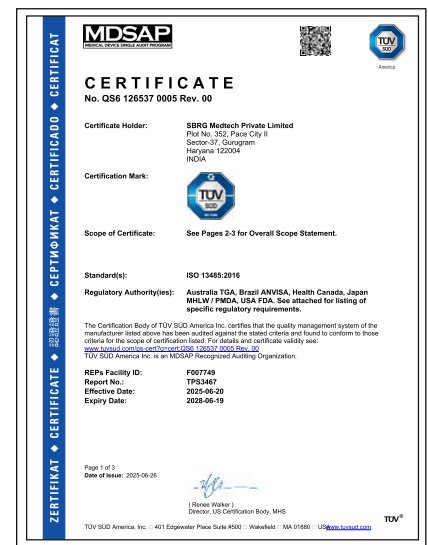 ZERTIFIKAT ◆ CERTIFICATE ◆ 認證證書 ◆ СЕРТИФИКАТ ◆ CERTIFICADO ◆ CERTIFICAT
MDSAP
MEDICAL DEVICE SINGLE AUDIT PROGRAM
TÜV
SÜD
America
CERTIFICATE
No. QS6 126537 0005 Rev. 00
Certificate Holder: SBRG Medtech Private Limited
Plot No. 352, Pace City II
Sector-37, Gurugram
Haryana 122004
INDIA
Certification Mark:
TÜV
SÜD
Scope of Certificate: See Pages 2-3 for Overall Scope Statement.
Standard(s): ISO 13485:2016
Regulatory Authority(ies): Australia TGA, Brazil ANVISA, Health Canada, Japan
MHLW / PMDA, USA FDA. See attached for listing of
specific regulatory requirements.
The Certification Body of TÜV SÜD America Inc. certifies that the quality management system of the
manufacturer listed above has been audited against the stated criteria and found to conform to those
criteria for the scope of certification listed. For details and certificate validity see:
www.tuvsud.com/ps-cert?q=cert:QS6 126537 0005 Rev. 00
TÜV SÜD America Inc. is an MDSAP Recognized Auditing Organization.
REPs Facility ID: F007749
Report No.: TPS3467
Effective Date: 2025-06-20
Expiry Date: 2028-06-19
Page 1 of 3
Date of Issue: 2025-06-26
( Renee Walker )
Director, US Certification Body, MHS
TÜV SÜD America, Inc. □ 401 Edgewater Place Suite #500 □ Wakefield □ MA 01880 □ USA www.tuvsud.com
TÜV®